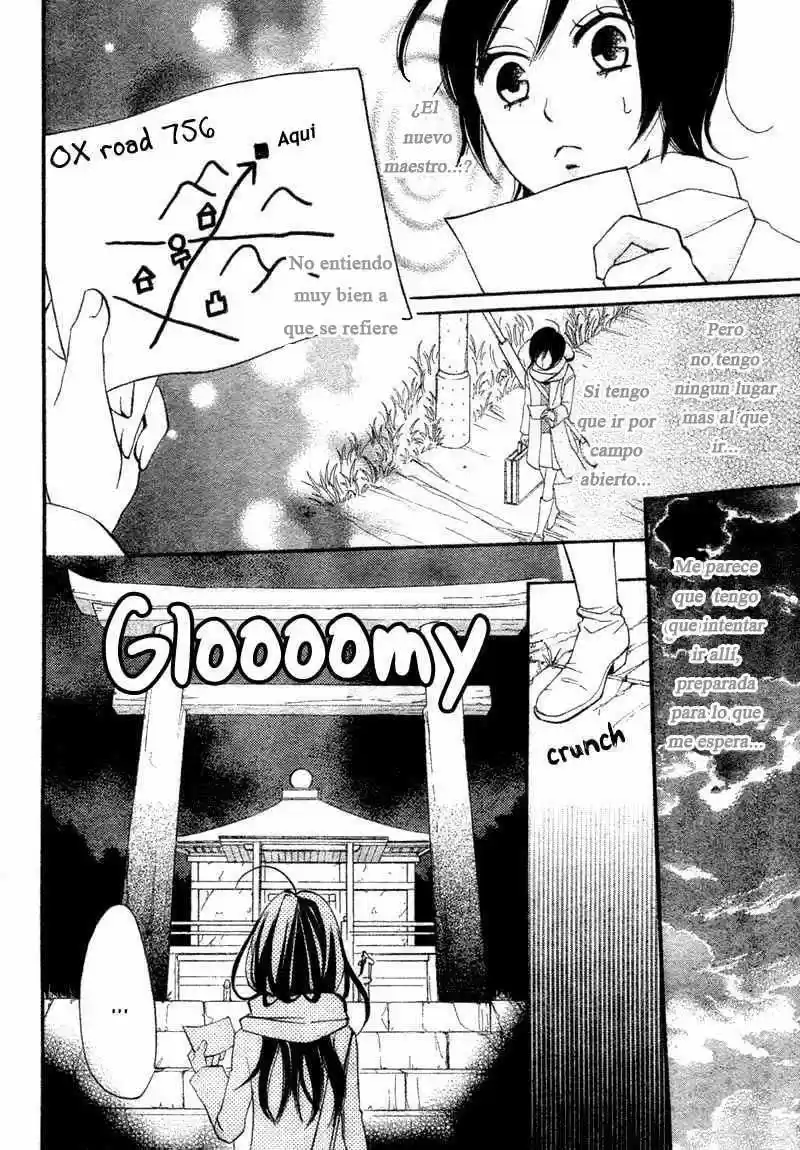 ¿El
nuevo
maestro...?
OX road 756
Aqui
No entiendo
muy bien a
que se refiere
Pero
no tengo
ningun lugar
mas al que
ir...
Si tengo
que ir por
campo
abierto...
Me parece
que tengo
que intentar
ir allí,
preparada
para lo que
me espera...
crunch
Gloooomy
...